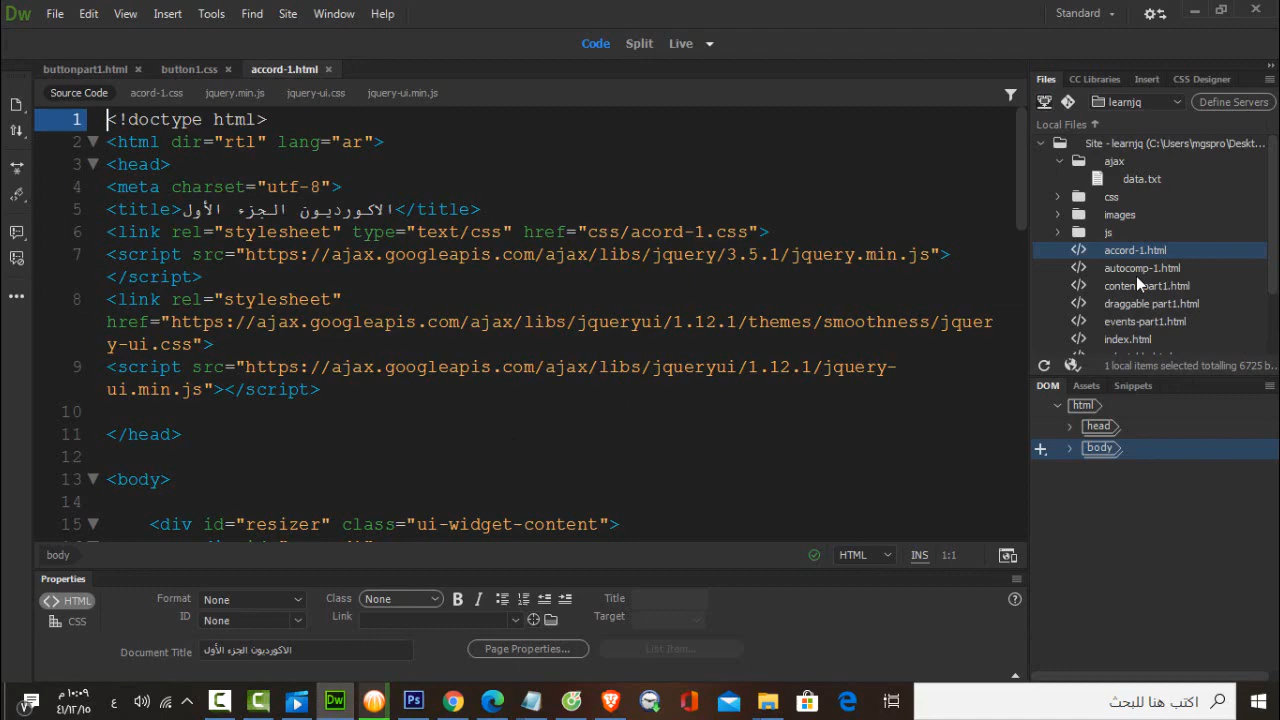 Dw File Edit View Insert Tools Find Site Window Help Standard
Code Split Live
buttonpart1.html button1.css accord-1.html
Source Code acord-1.css jquery.min.js jquery-ui.css jquery-ui.min.js
1 <!doctype html>
2 <html dir="rtl" lang="ar">
3 <head>
4 <meta charset="utf-8">
5 <title>الاكورديون الجزء الأول</title>
6 <link rel="stylesheet" type="text/css" href="css/acord-1.css">
7 <script src="https://ajax.googleapis.com/ajax/libs/jquery/3.5.1/jquery.min.js">
</script>
8 <link rel="stylesheet"
href="https://ajax.googleapis.com/ajax/libs/jqueryui/1.12.1/themes/smoothness/jquer
y-ui.css">
9 <script src="https://ajax.googleapis.com/ajax/libs/jqueryui/1.12.1/jquery-
ui.min.js"></script>
10
11 </head>
12
13 <body>
14
15 <div id="resizer" class="ui-widget-content">
body HTML INS 1:1
Files CC Libraries Insert CSS Designer
learnjq Define Servers
Local Files
Site - learnjq (C:\Users\mgspro\Deskt...
ajax
data.txt
css
images
js
accord-1.html
autocomp-1.html
content part1.html
draggable part1.html
events-part1.html
index.html
1 local items selected totalling 6725 b...
DOM Assets Snippets
html
head
body
Properties
HTML Format None Class None B I Title
CSS ID None Link Target
Document Title الاكورديون الجزء الأول Page Properties... List Item...
١٠:٠٩ ع
٤١/١٢/١٥
Dw Ps
اكتب هنا للبحث